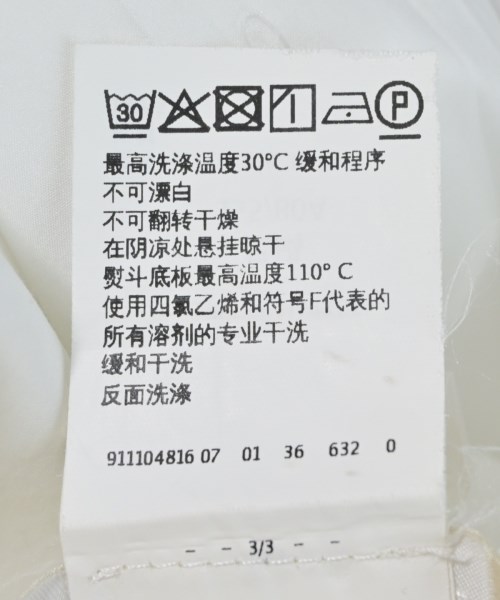 30 P
最高洗涤温度30°C 缓和程序
不可漂白
不可翻转干燥
在阴凉处悬挂晾干
熨斗底板最高温度110° C
使用四氯乙烯和符号F代表的
所有溶剂的专业干洗
缓和干洗
反面洗涤
911104816 07 01 36 632 0
- - 3/3 - -